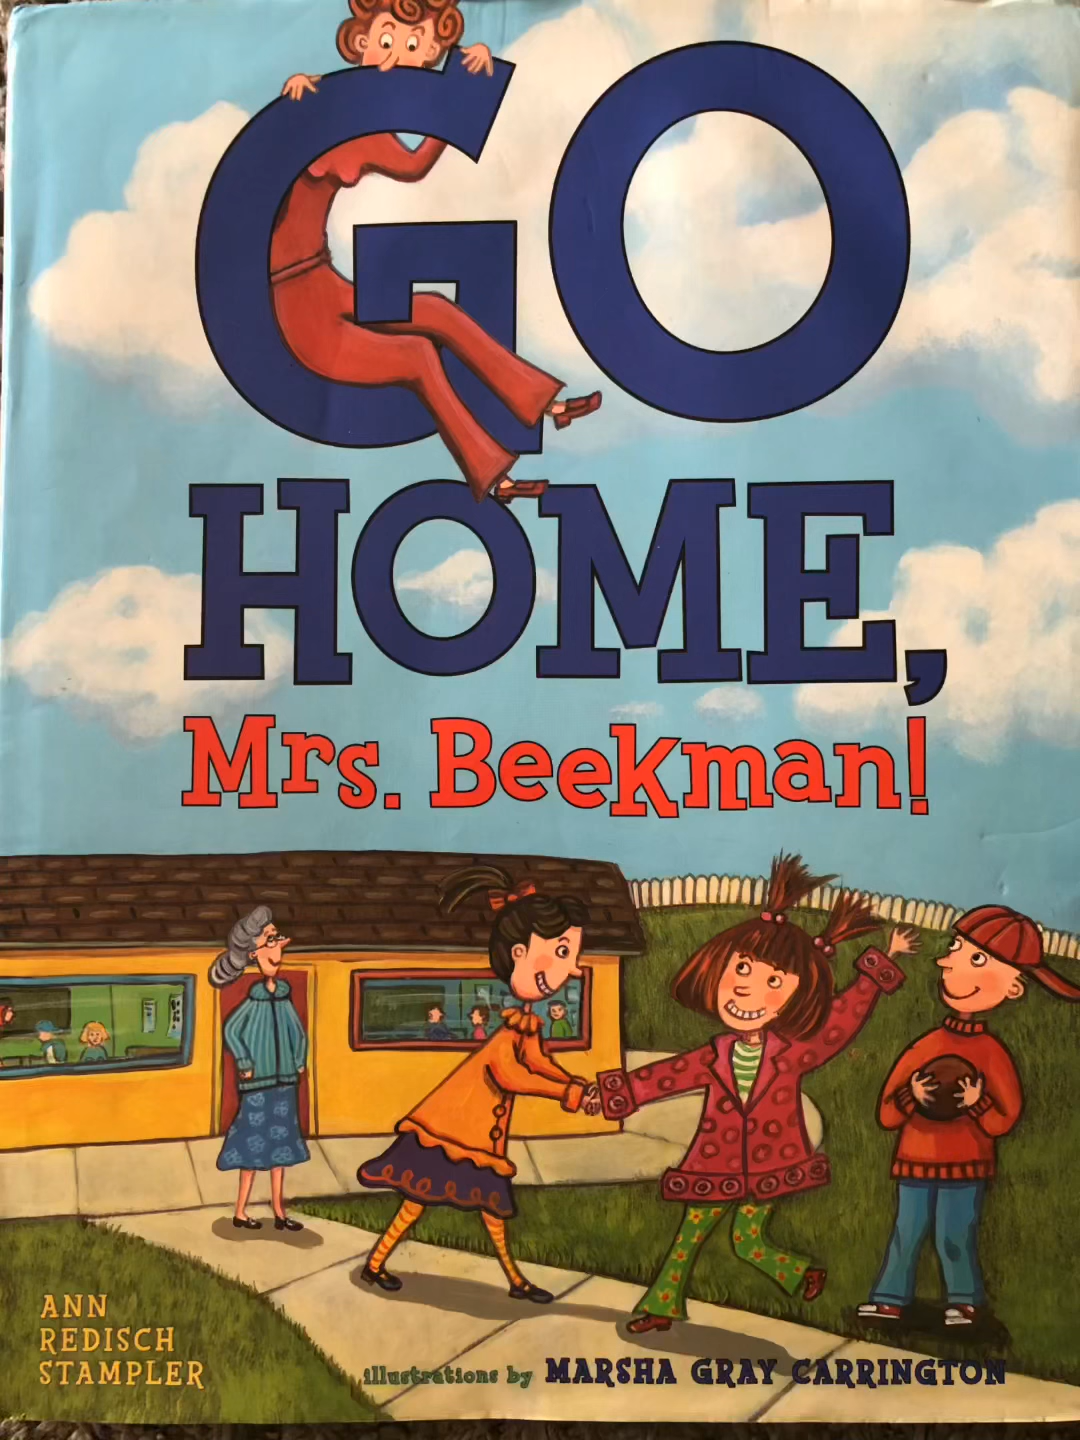 GO
HOME,
Mrs. Beekman!
ANN
REDISCH
STAMPLER
illustrations by MARSHA GRAY CARRINGTON